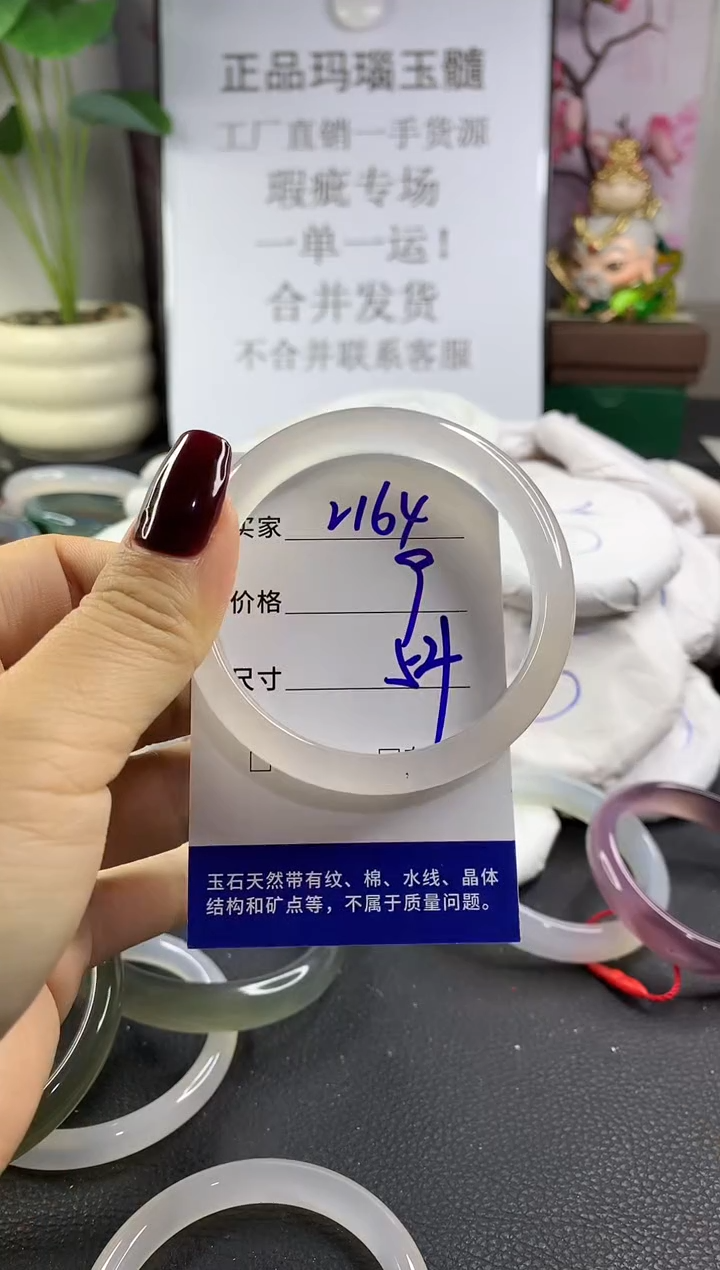 正品玛瑙玉髓
工厂直销一手货源
瑕疵专场
一单一运!
合并发货
不合并联系客服
买家 2164
价格 9
尺寸 54
玉石天然带有纹、棉、水线、晶体
结构和矿点等，不属于质量问题。